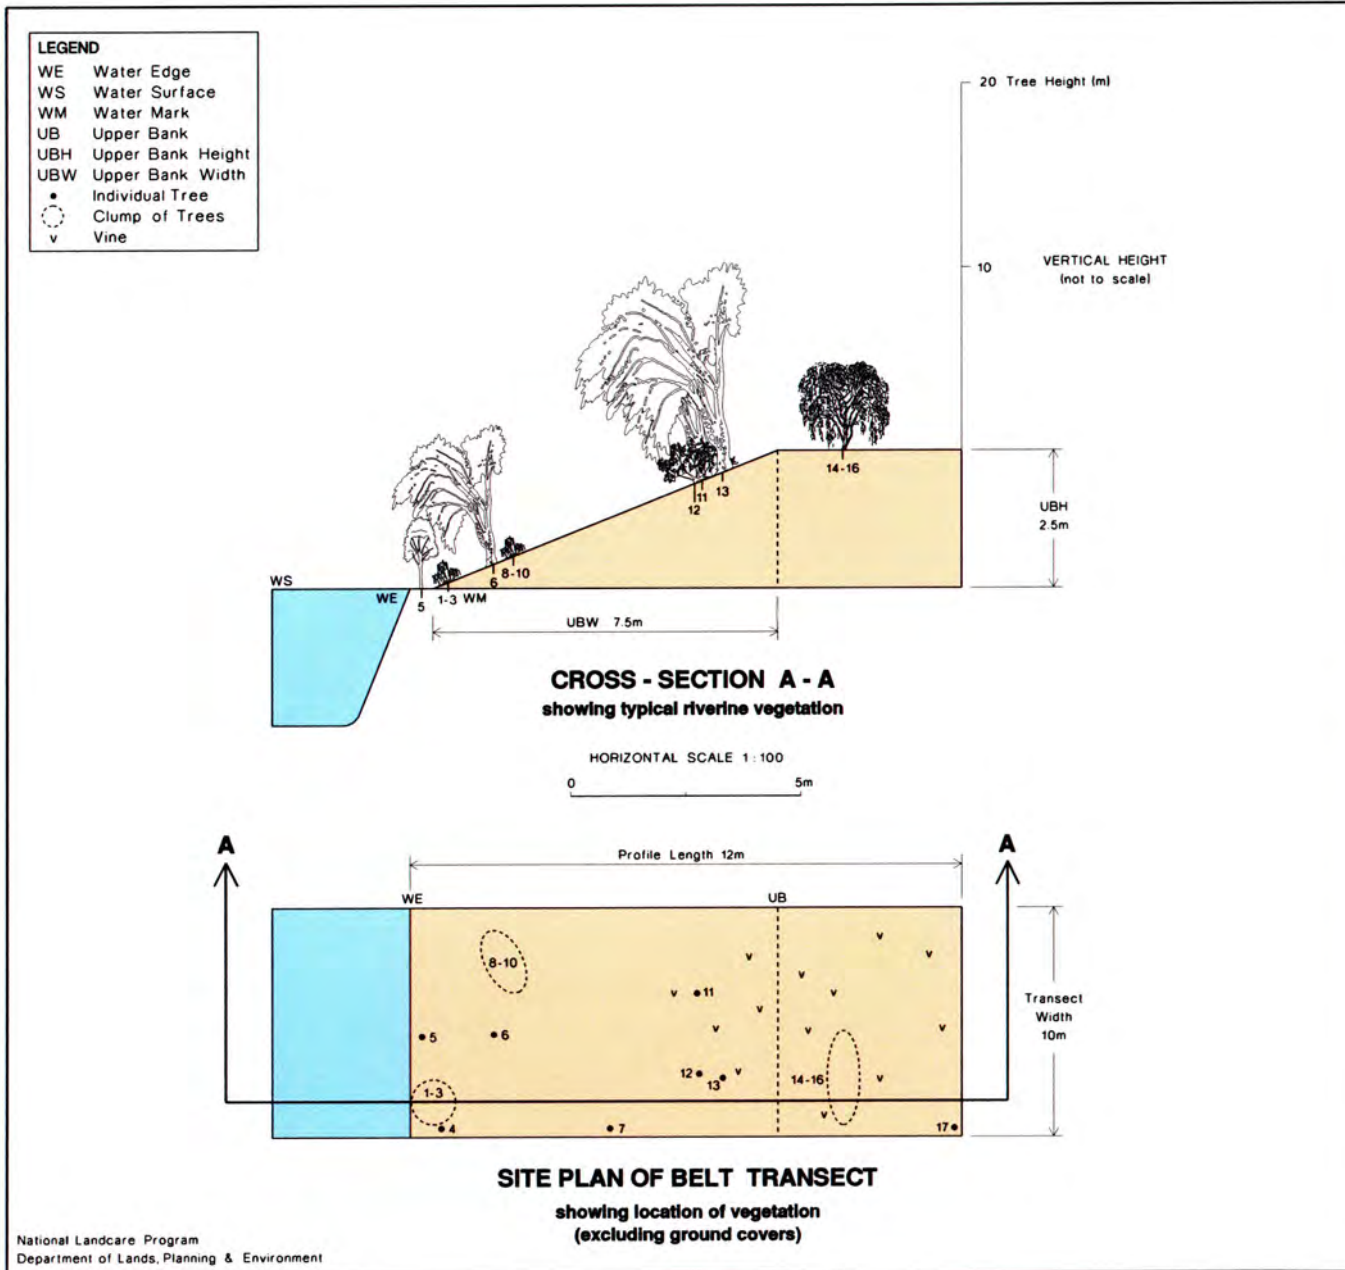 LEGEND
WE Water Edge
WS Water Surface
WM Water Mark
UB Upper Bank
UBH Upper Bank Height
UBW Upper Bank Width
Individual Tree
Clump of Trees
v Vine
20 Tree Height (m)
10
VERTICAL HEIGHT
(not to scale)
14-16
13
11
12
UBH
2.5m
8-10
6
WS
WE
5
1-3 WM
UBW 7.5m
CROSS - SECTION A - A
showing typical riverine vegetation
HORIZONTAL SCALE 1 : 100
0 5m
A A
Profile Length 12m
WE UB
v
v
v
8-10
v
v 11 v
v
Transect
Width
10m
5 6 v v v
12 13 v 14-16 v
1-3
v
4 7 17
SITE PLAN OF BELT TRANSECT
showing location of vegetation
(excluding ground covers)
National Landcare Program
Department of Lands, Planning & Environment